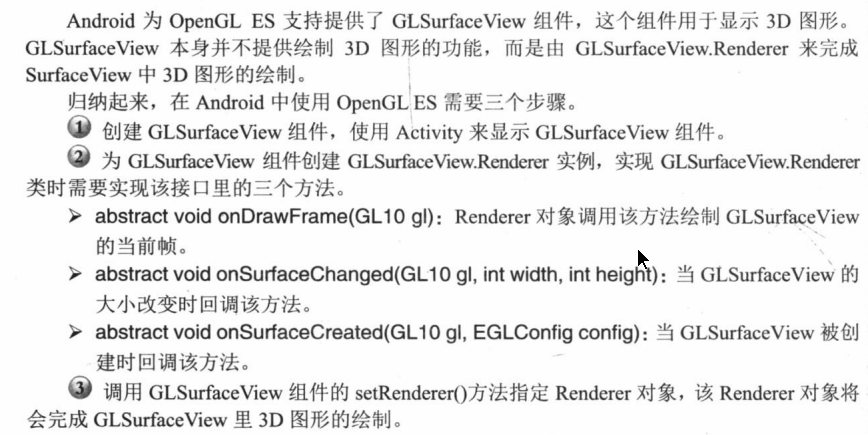 Android 为 OpenGL ES 支持提供了 GLSurfaceView 组件，这个组件用于显示 3D 图形。
GLSurfaceView 本身并不提供绘制 3D 图形的功能，而是由 GLSurfaceView.Renderer 来完成
SurfaceView 中 3D 图形的绘制。
归纳起来，在 Android 中使用 OpenGL ES 需要三个步骤。
① 创建 GLSurfaceView 组件，使用 Activity 来显示 GLSurfaceView 组件。
② 为 GLSurfaceView 组件创建 GLSurfaceView.Renderer 实例，实现 GLSurfaceView.Renderer
类时需要实现该接口里的三个方法。
➢ abstract void onDrawFrame(GL10 gl)：Renderer 对象调用该方法绘制 GLSurfaceView
的当前帧。
➢ abstract void onSurfaceChanged(GL10 gl, int width, int height)：当 GLSurfaceView 的
大小改变时回调该方法。
➢ abstract void onSurfaceCreated(GL10 gl, EGLConfig config)：当 GLSurfaceView 被创
建时回调该方法。
③ 调用 GLSurfaceView 组件的 setRenderer()方法指定 Renderer 对象，该 Renderer 对象将
会完成 GLSurfaceView 里 3D 图形的绘制。